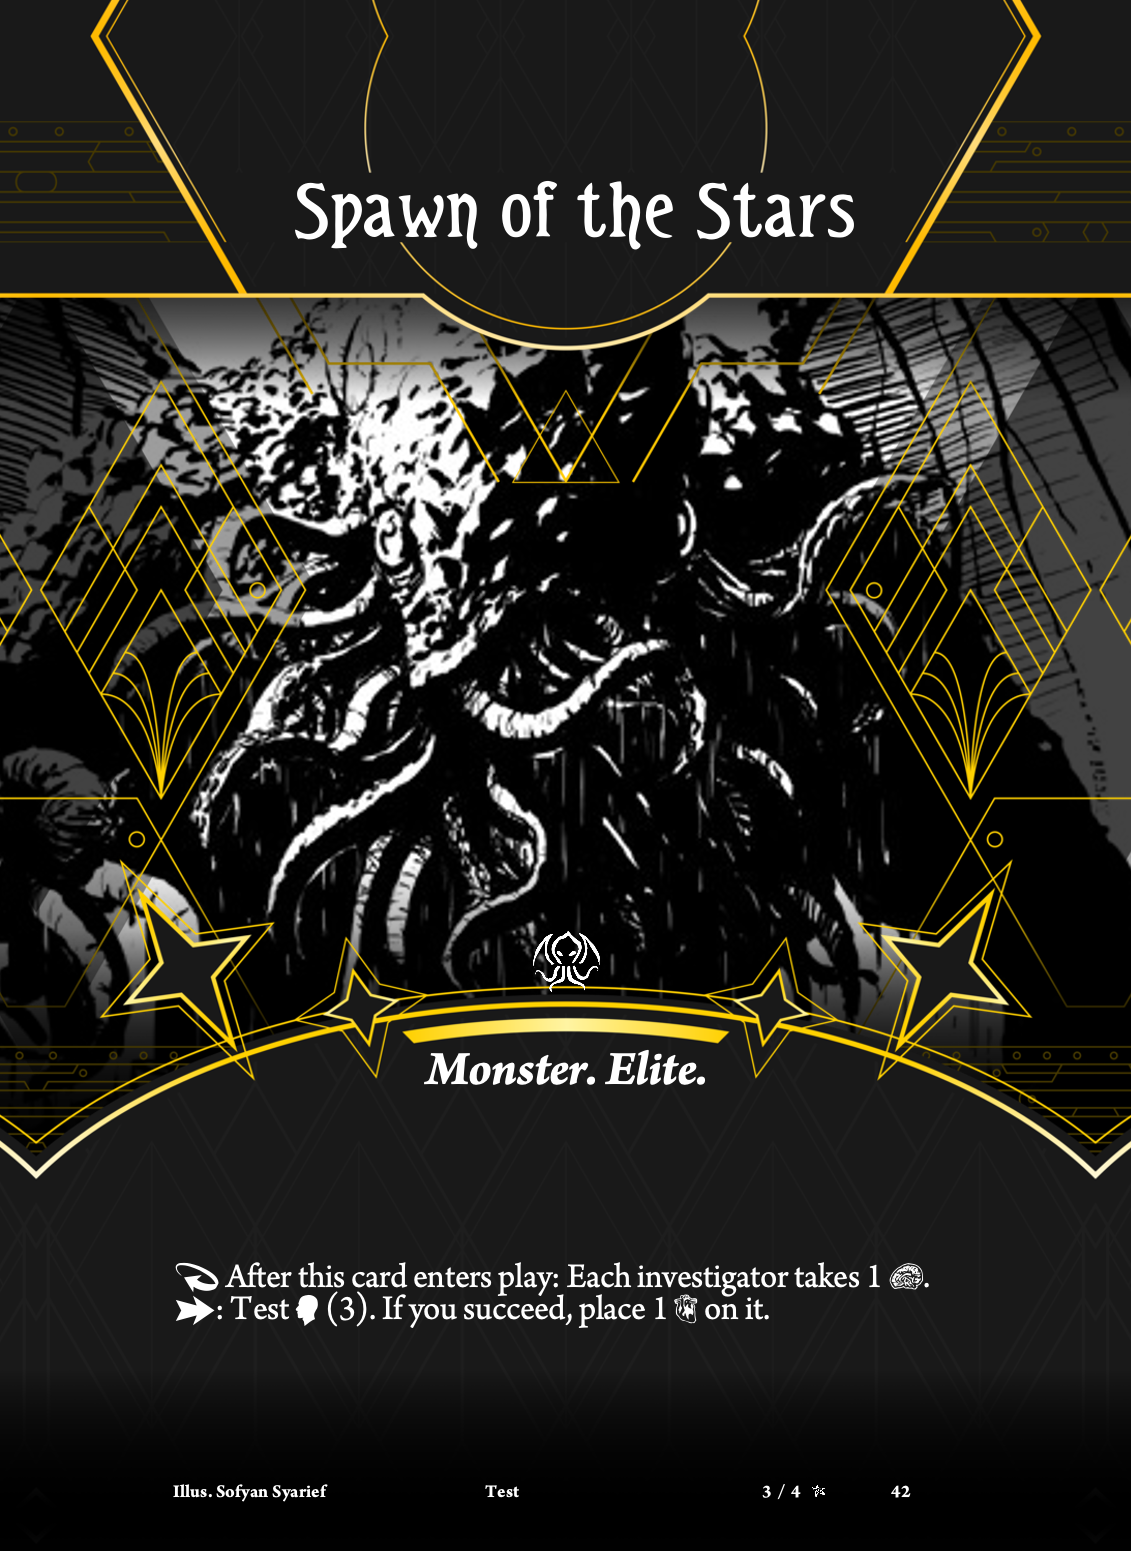 Spawn of the Stars
Monster. Elite.
After this card enters play: Each investigator takes 1 .
: Test (3). If you succeed, place 1 on it.
Illus. Sofyan Syarief Test 3 / 4 42